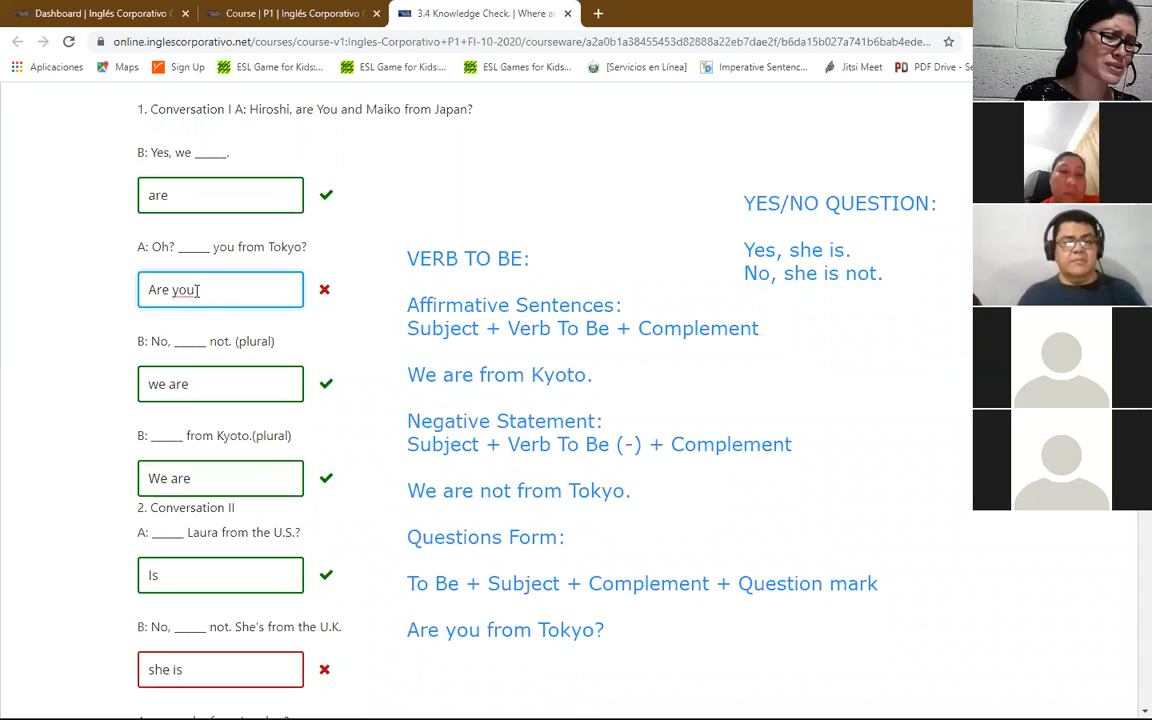 Dashboard | Inglés Corporativo
Course | P1 | Inglés Corporativo
3.4 Knowledge Check. | Where
online.inglescorporativo.net/courses/course-v1:Ingles-Corporativo+P1+FI-10-2020/courseware/a2a0b1a38455453d82888a22eb7dae2f/b6da15b027a741b6bab4ede...
Aplicaciones
Maps
Sign Up
ESL Game for Kids:...
ESL Game for Kids:...
ESL Games for Kids:...
[Servicios en Línea]
Imperative Sentenc...
Jitsi Meet
PDF Drive - Se
1. Conversation I A: Hiroshi, are You and Maiko from Japan?
B: Yes, we _____.
are
A: Oh? _____ you from Tokyo?
Are you
B: No, _____ not. (plural)
we are
B: _____ from Kyoto.(plural)
We are
2. Conversation II
A: _____ Laura from the U.S.?
Is
B: No, _____ not. She's from the U.K.
she is
VERB TO BE:
Affirmative Sentences:
Subject + Verb To Be + Complement
We are from Kyoto.
Negative Statement:
Subject + Verb To Be (-) + Complement
We are not from Tokyo.
Questions Form:
To Be + Subject + Complement + Question mark
Are you from Tokyo?
YES/NO QUESTION:
Yes, she is.
No, she is not.